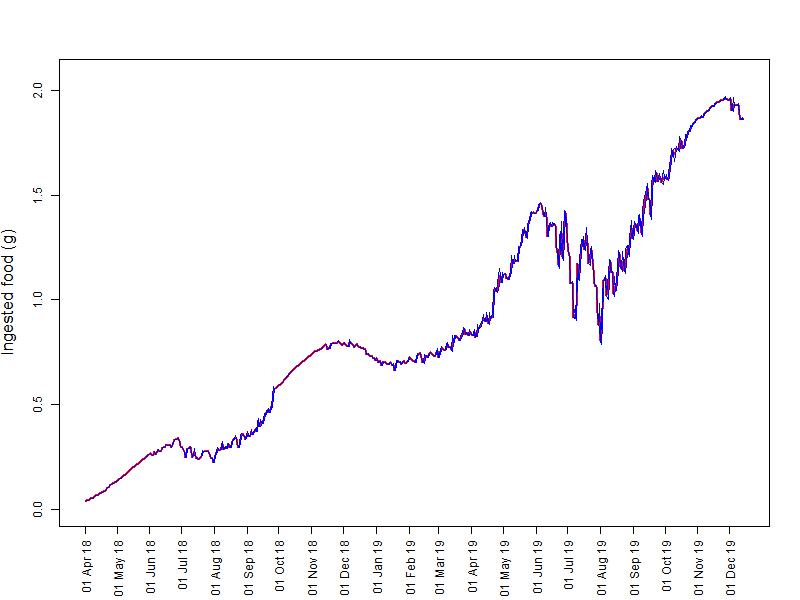 Ingested food (g)
2.0
1.5
1.0
0.5
0.0
01 Apr 18
01 May 18
01 Jun 18
01 Jul 18
01 Aug 18
01 Sep 18
01 Oct 18
01 Nov 18
01 Dec 18
01 Jan 19
01 Feb 19
01 Mar 19
01 Apr 19
01 May 19
01 Jun 19
01 Jul 19
01 Aug 19
01 Sep 19
01 Oct 19
01 Nov 19
01 Dec 19